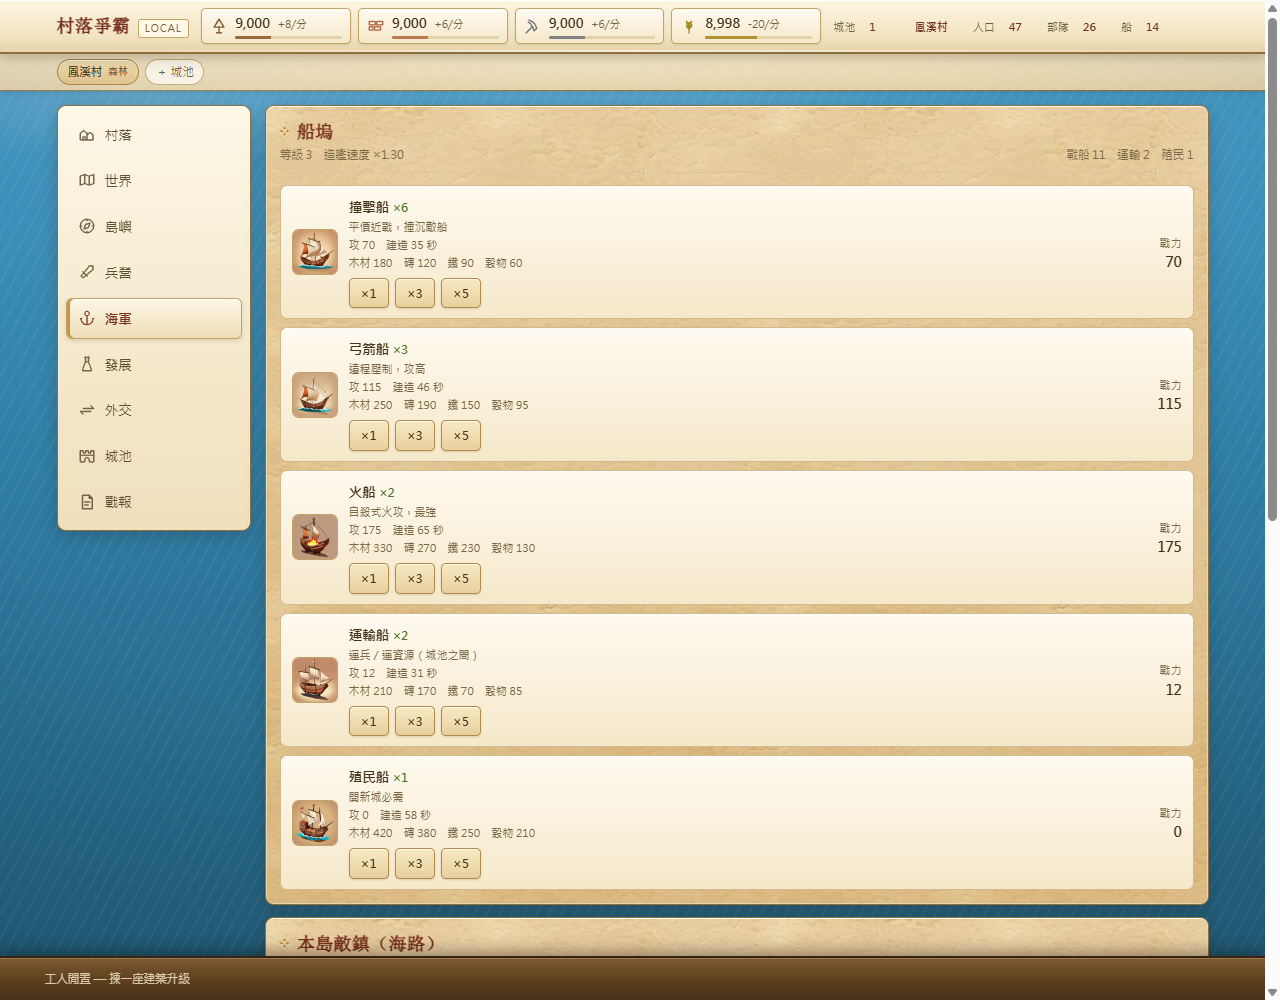 村落爭霸 LOCAL 9,000 +8/分 9,000 +6/分 9,000 +6/分 8,998 -20/分 城池 1 鳳溪村 人口 47 部隊 26 船 14
鳳溪村 森林 + 城池
村落
世界
島嶼
兵營
海軍
發展
外交
城池
戰報
船塢
等級 3 造艦速度 ×1.30 戰船 11 運輸 2 殖民 1
撞擊船 ×6
平價近戰，撞沉敵船
攻 70 建造 35 秒
木材 180 磚 120 鐵 90 穀物 60
×1 ×3 ×5
戰力
70
弓箭船 ×3
遠程壓制，攻高
攻 115 建造 46 秒
木材 250 磚 190 鐵 150 穀物 95
×1 ×3 ×5
戰力
115
火船 ×2
自殺式火攻，最強
攻 175 建造 65 秒
木材 330 磚 270 鐵 230 穀物 130
×1 ×3 ×5
戰力
175
運輸船 ×2
運兵 / 運資源（城池之間）
攻 12 建造 31 秒
木材 210 磚 170 鐵 70 穀物 85
×1 ×3 ×5
戰力
12
殖民船 ×1
開新城必需
攻 0 建造 58 秒
木材 420 磚 380 鐵 250 穀物 210
×1 ×3 ×5
戰力
0
本島敵鎮（海路）
工人閒置 — 揀一座建築升級